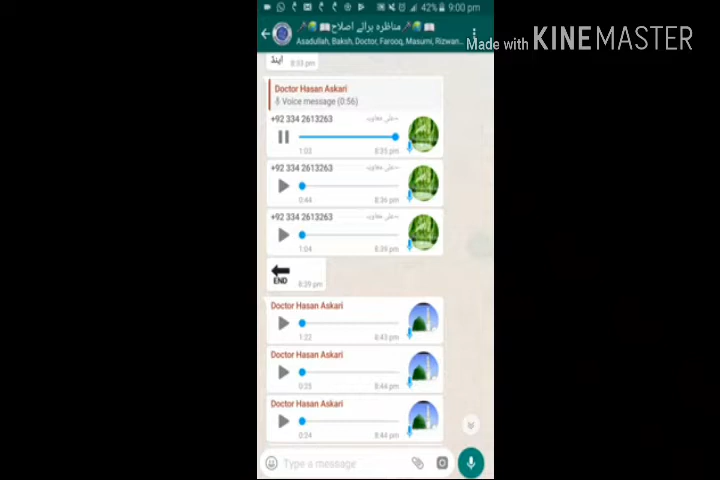 42% 9:00 pm
مناظرہ برائے اصلاح
Asadullah, Baksh, Doctor, Farooq, Masumi, Rizwan...
Made with KINEMASTER
اینڈ
8:33 pm
Doctor Hasan Askari
Voice message (0:56)
+92 334 2613263
1:03 8:35 pm
+92 334 2613263
0:44 8:36 pm
+92 334 2613263
1:04 8:39 pm
END
8:39 pm
Doctor Hasan Askari
1:22 8:43 pm
Doctor Hasan Askari
0:25 8:44 pm
Doctor Hasan Askari
0:24 8:44 pm
Type a message